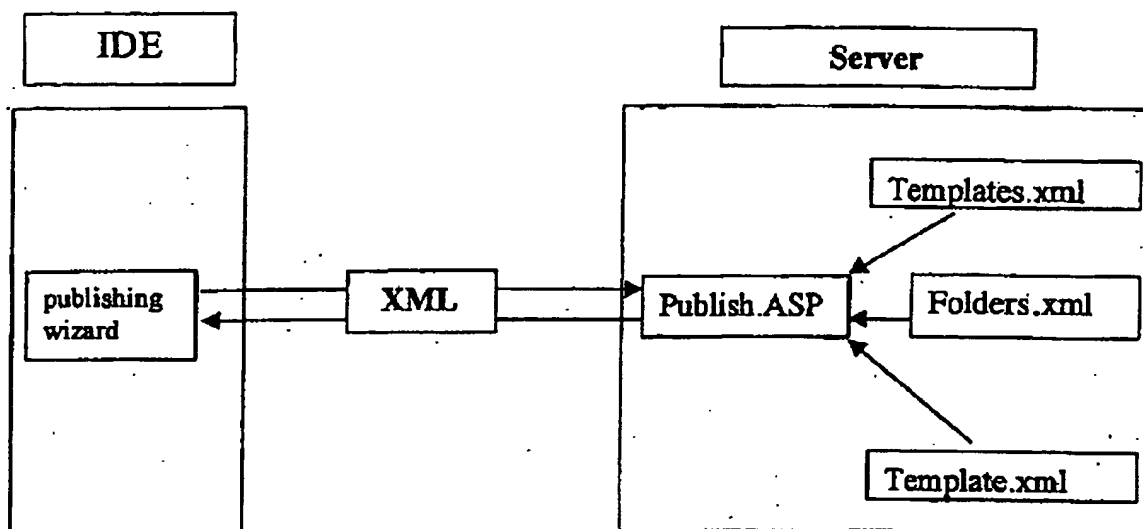 IDE
Server
Templates.xml
publishing
wizard
XML
Publish.ASP
Folders.xml
Template.xml